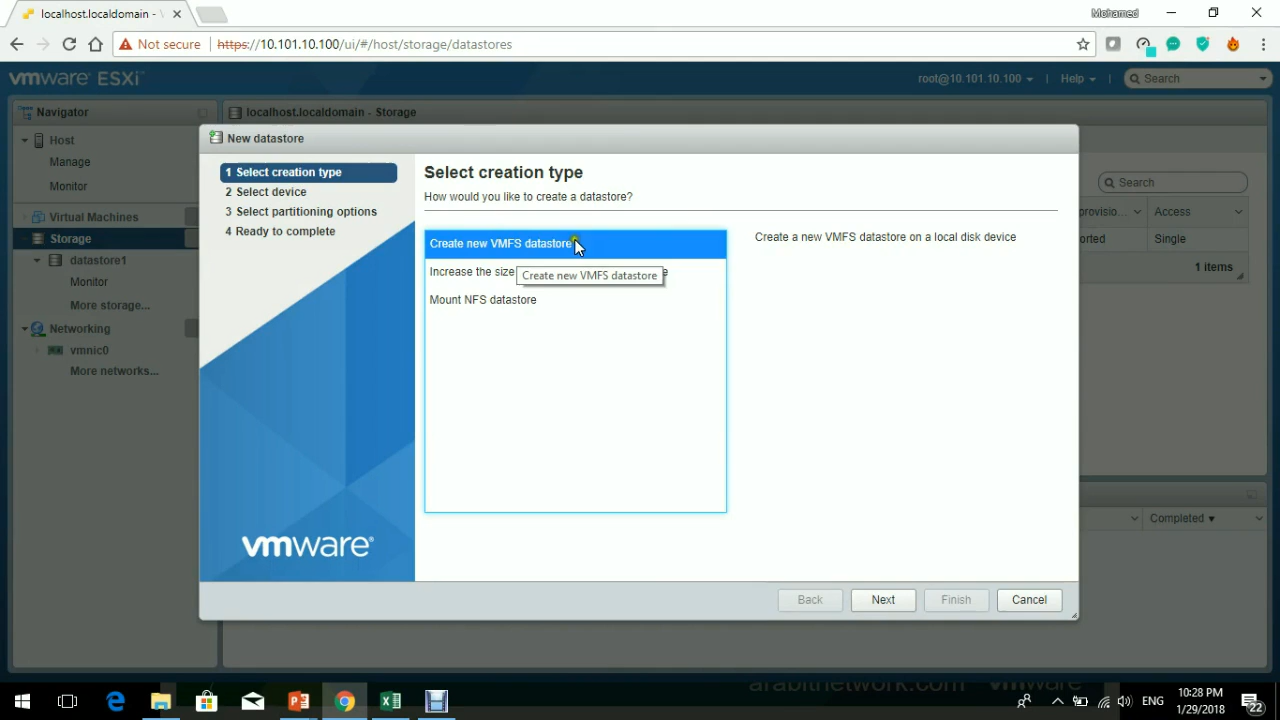 localhost.localdomain -
Mohamed
Not secure
https://10.101.10.100/ui/#/host/storage/datastores
vmware ESXi
root@10.101.10.100
Help
Search
Navigator
localhost.localdomain - Storage
Host
Manage
Monitor
Virtual Machines
Storage
datastore1
Monitor
More storage...
Networking
vmnic0
More networks...
New datastore
1 Select creation type
2 Select device
3 Select partitioning options
4 Ready to complete
vmware
Select creation type
How would you like to create a datastore?
Create new VMFS datastore
Increase the size
Create new VMFS datastore
Mount NFS datastore
Create a new VMFS datastore on a local disk device
Back
Next
Finish
Cancel
Search
Access
Single
1 items
Completed
arabitnetwork.com
vmware
ENG
10:28 PM
1/29/2018
22